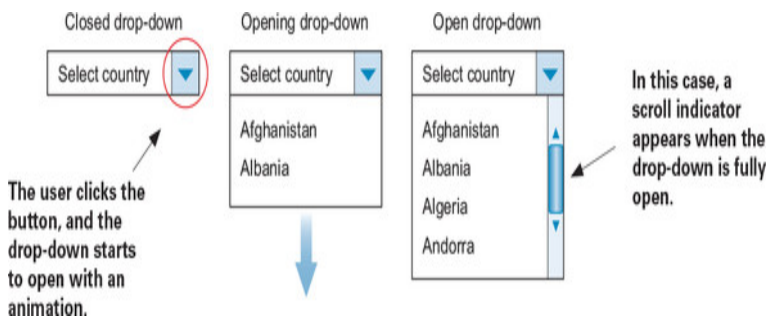 Closed drop-down
Select country
The user clicks the
button, and the
drop-down starts
to open with an
animation.
Opening drop-down
Select country
Afghanistan
Albania
Open drop-down
Select country
Afghanistan
Albania
Algeria
Andorra
In this case, a
scroll indicator
appears when the
drop-down is fully
open.